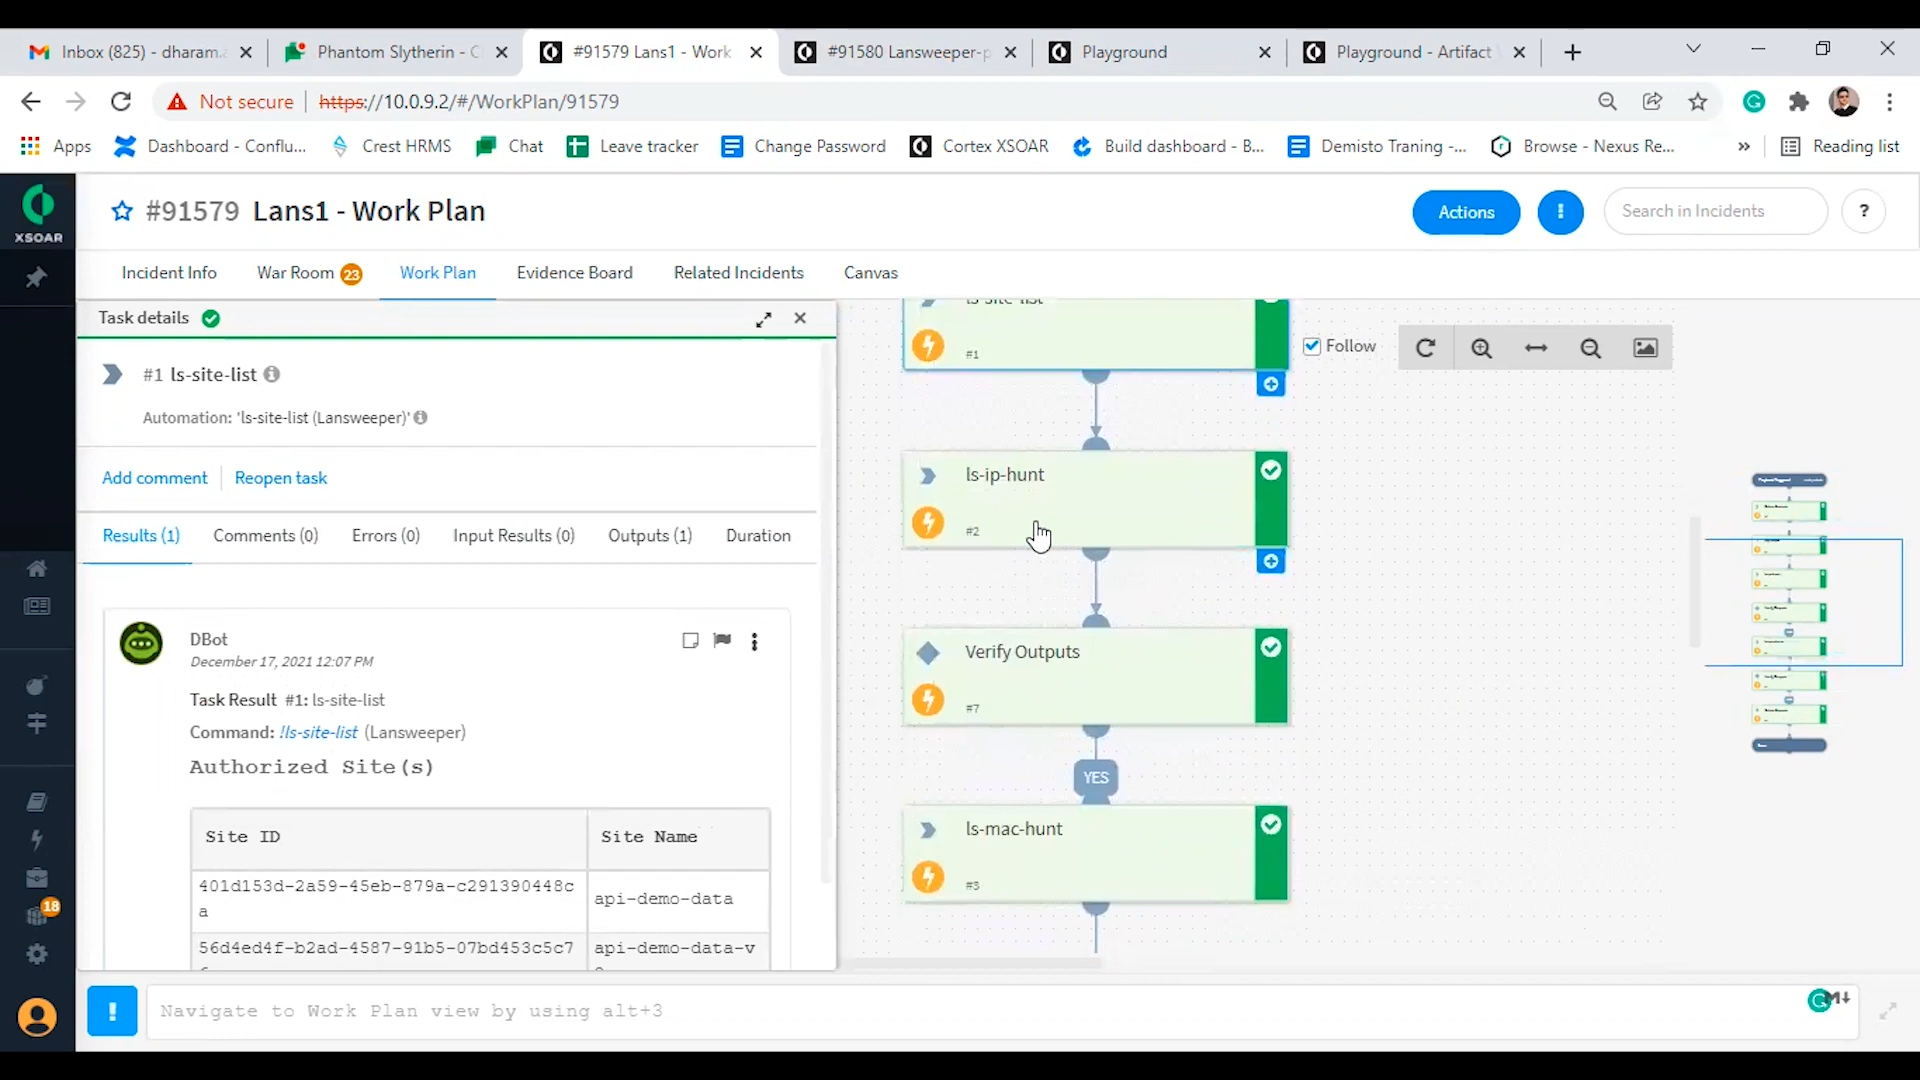 Inbox (825) - dharam.a
Phantom Slytherin - C
#91579 Lans1 - Work
#91580 Lansweeper-p
Playground
Playground - Artifact
Not secure
https://10.0.9.2/#/WorkPlan/91579
Apps
Dashboard - Conflu...
Crest HRMS
Chat
Leave tracker
Change Password
Cortex XSOAR
Build dashboard - B...
Demisto Traning -...
Browse - Nexus Re...
»
Reading list
XSOAR
#91579 Lans1 - Work Plan
Actions
Search in Incidents
?
Incident Info
War Room 23
Work Plan
Evidence Board
Related Incidents
Canvas
Task details
#1 ls-site-list
Automation: 'ls-site-list (Lansweeper)'
Add comment
Reopen task
Results (1)
Comments (0)
Errors (0)
Input Results (0)
Outputs (1)
Duration
DBot
December 17, 2021 12:07 PM
Task Result #1: ls-site-list
Command: !ls-site-list (Lansweeper)
Authorized Site(s)
Site ID
Site Name
401d153d-2a59-45eb-879a-c291390448c
a
api-demo-data
56d4ed4f-b2ad-4587-91b5-07bd453c5c7
api-demo-data-v
ls-site-list
#1
Follow
ls-ip-hunt
#2
Verify Outputs
#7
YES
ls-mac-hunt
#3
18
!
Navigate to Work Plan view by using alt+3